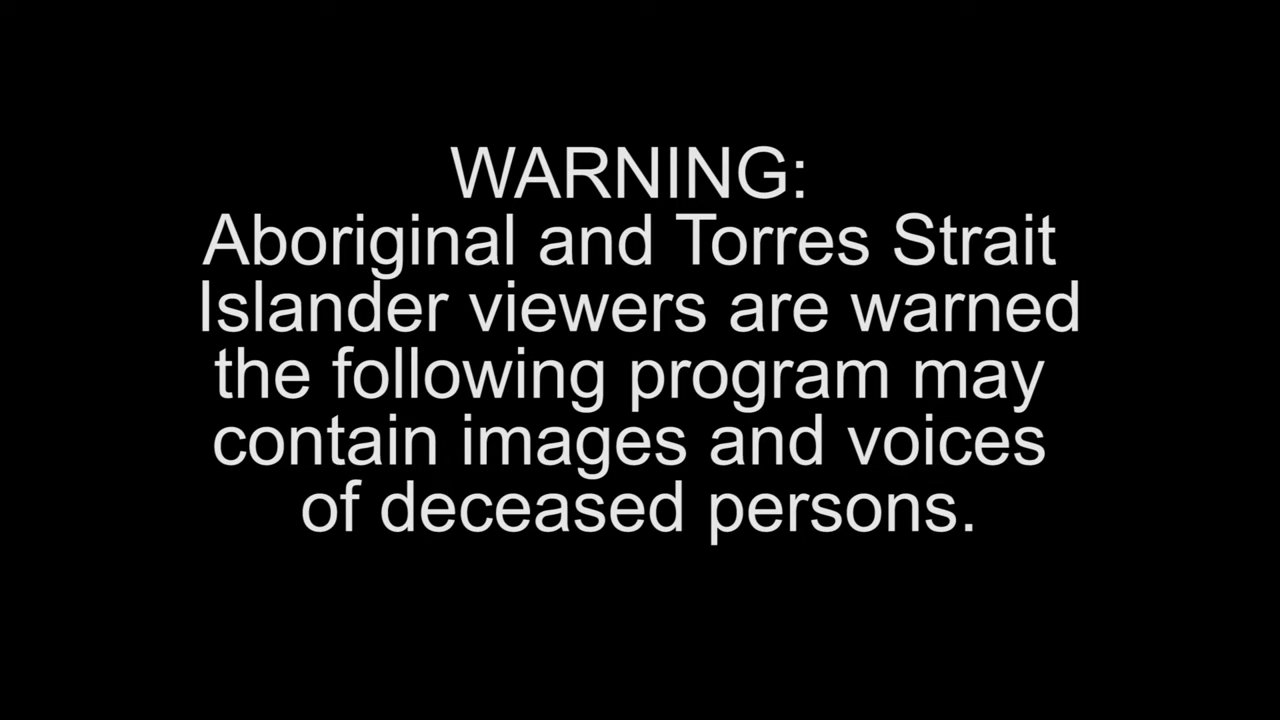 WARNING:
Aboriginal and Torres Strait
Islander viewers are warned
the following program may
contain images and voices
of deceased persons.